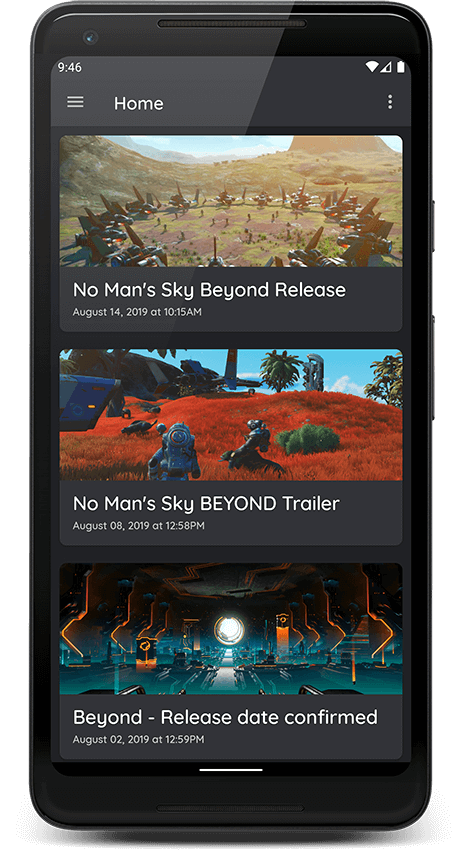 9:46
Home
No Man's Sky Beyond Release
August 14, 2019 at 10:15AM
No Man's Sky BEYOND Trailer
August 08, 2019 at 12:58PM
Beyond - Release date confirmed
August 02, 2019 at 12:59PM